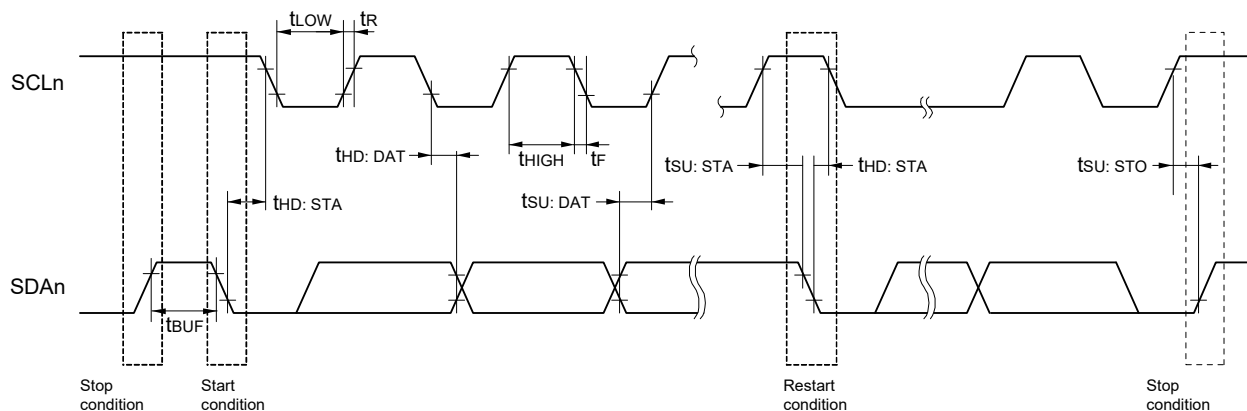 tLOW tR
SCLn
tHD: DAT tHIGH tF tSU: STA tHD: STA tSU: STO
tHD: STA tSU: DAT
SDAn
tBUF
Stop
condition
Start
condition
Restart
condition
Stop
condition